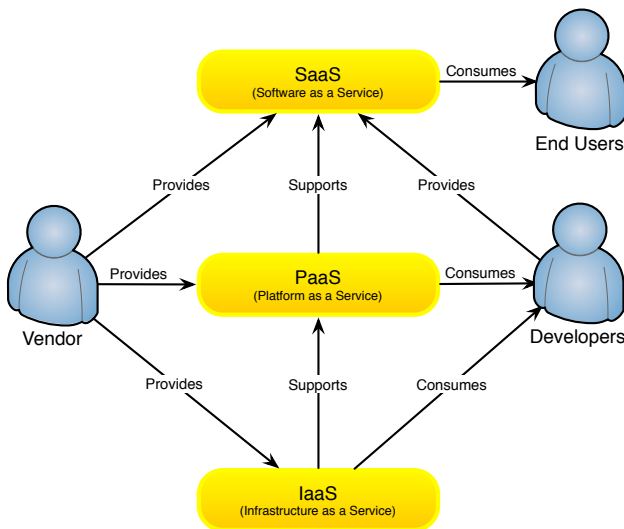 SaaS
(Software as a Service)
Consumes
End Users
Provides
Supports
Provides
Vendor
Provides
PaaS
(Platform as a Service)
Consumes
Developers
Provides
Supports
Consumes
IaaS
(Infrastructure as a Service)